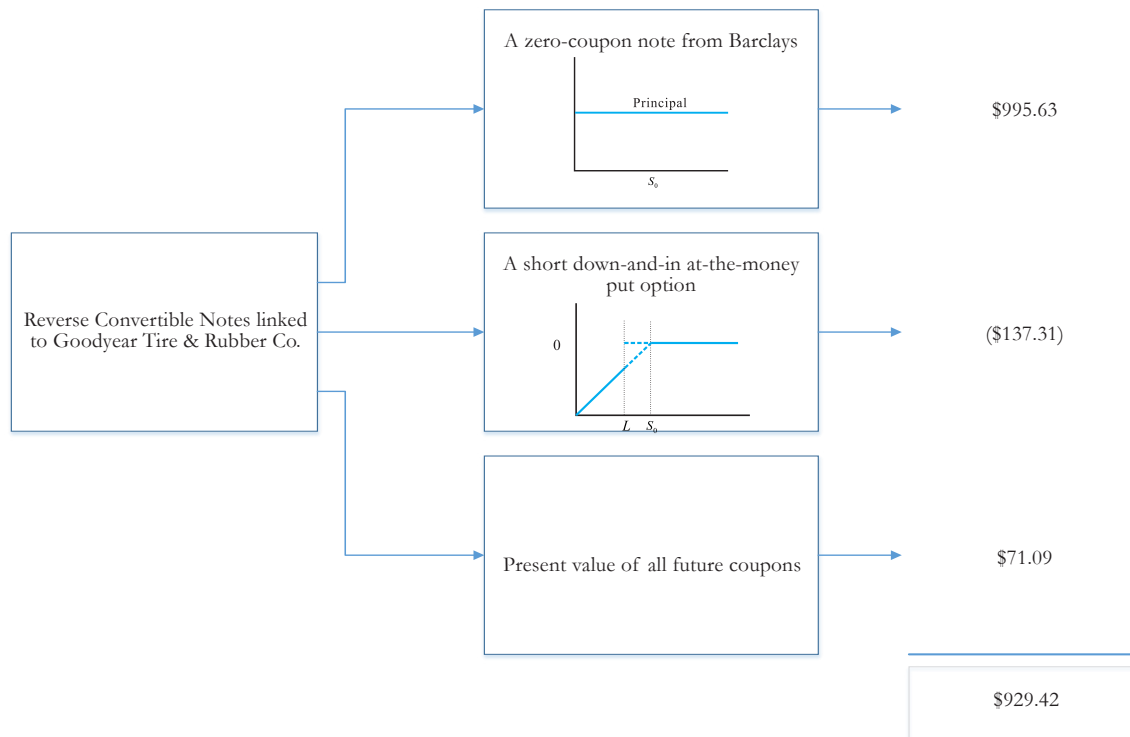 A zero-coupon note from Barclays
Principal
S₀
$995.63
Reverse Convertible Notes linked
to Goodyear Tire & Rubber Co.
A short down-and-in at-the-money
put option
0
L S₀
($137.31)
Present value of all future coupons
$71.09
$929.42